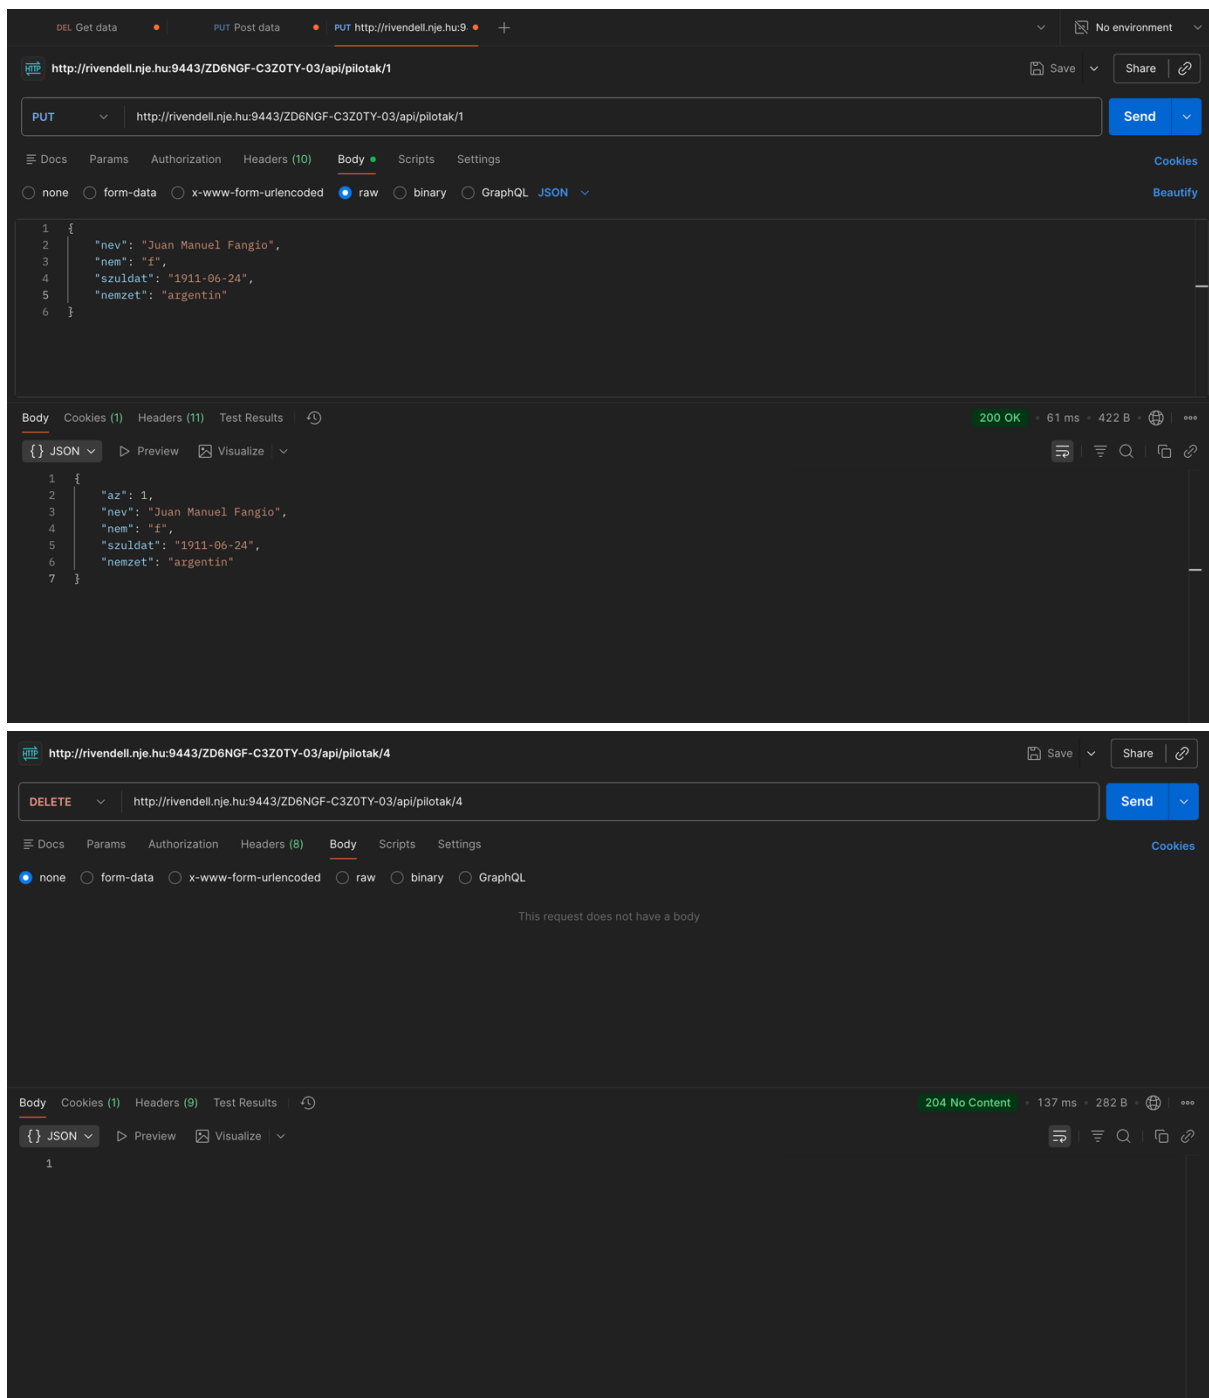 DEL Get data PUT Post data PUT http://rivendell.nje.hu:9 No environment
HTTP http://rivendell.nje.hu:9443/ZD6NGF-C3Z0TY-03/api/pilotak/1 Save Share
PUT http://rivendell.nje.hu:9443/ZD6NGF-C3Z0TY-03/api/pilotak/1 Send
Docs Params Authorization Headers (10) Body Scripts Settings Cookies
none form-data x-www-form-urlencoded raw binary GraphQL JSON Beautify
1 {
2 "nev": "Juan Manuel Fangio",
3 "nem": "f",
4 "szuldat": "1911-06-24",
5 "nemzet": "argentin"
6 }
Body Cookies (1) Headers (11) Test Results 200 OK 61 ms 422 B
{} JSON Preview Visualize
1 {
2 "az": 1,
3 "nev": "Juan Manuel Fangio",
4 "nem": "f",
5 "szuldat": "1911-06-24",
6 "nemzet": "argentin"
7 }
HTTP http://rivendell.nje.hu:9443/ZD6NGF-C3Z0TY-03/api/pilotak/4 Save Share
DELETE http://rivendell.nje.hu:9443/ZD6NGF-C3Z0TY-03/api/pilotak/4 Send
Docs Params Authorization Headers (8) Body Scripts Settings Cookies
none form-data x-www-form-urlencoded raw binary GraphQL
This request does not have a body
Body Cookies (1) Headers (9) Test Results 204 No Content 137 ms 282 B
{} JSON Preview Visualize
1